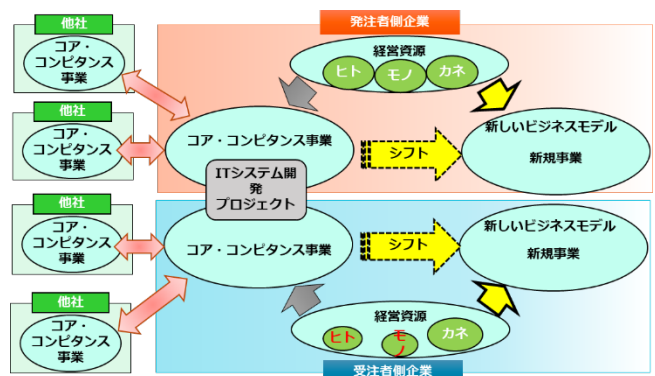 他社
コア・
コンピタンス
事業
他社
コア・
コンピタンス
事業
他社
コア・
コンピタンス
事業
他社
コア・
コンピタンス
事業
発注者側企業
経営資源
ヒト
モノ
カネ
コア・コンピタンス事業
シフト
新しいビジネスモデル
新規事業
ITシステム開
発
プロジェクト
コア・コンピタンス事業
シフト
新しいビジネスモデル
新規事業
経営資源
ヒト
モ
ノ
カネ
受注者側企業